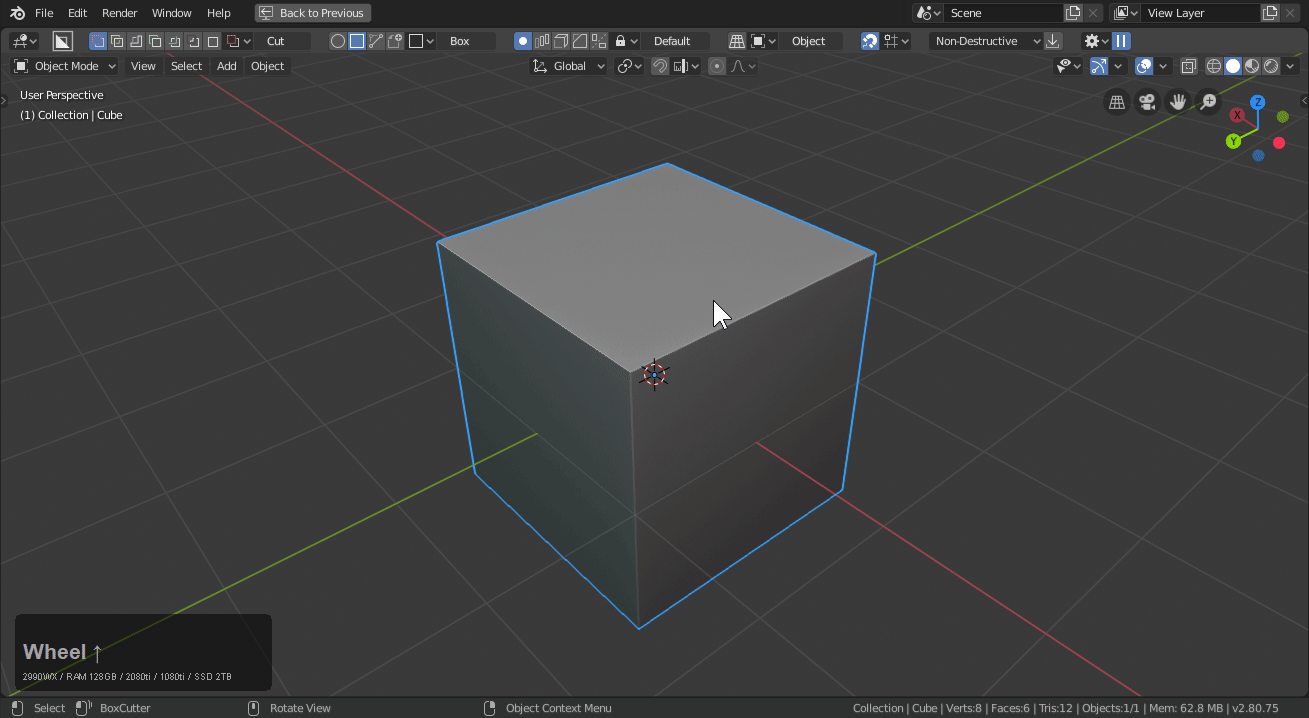 File Edit Render Window Help Back to Previous Scene View Layer
Cut Box Default Object Non-Destructive
Object Mode View Select Add Object Global
User Perspective
(1) Collection | Cube
Z
X
Y
Wheel ↑
2990WX / RAM 128GB / 2080ti / 1080ti / SSD 2TB
Select BoxCutter Rotate View Object Context Menu Collection | Cube | Verts:8 | Faces:6 | Tris:12 | Objects:1/1 | Mem: 62.8 MB | v2.80.75